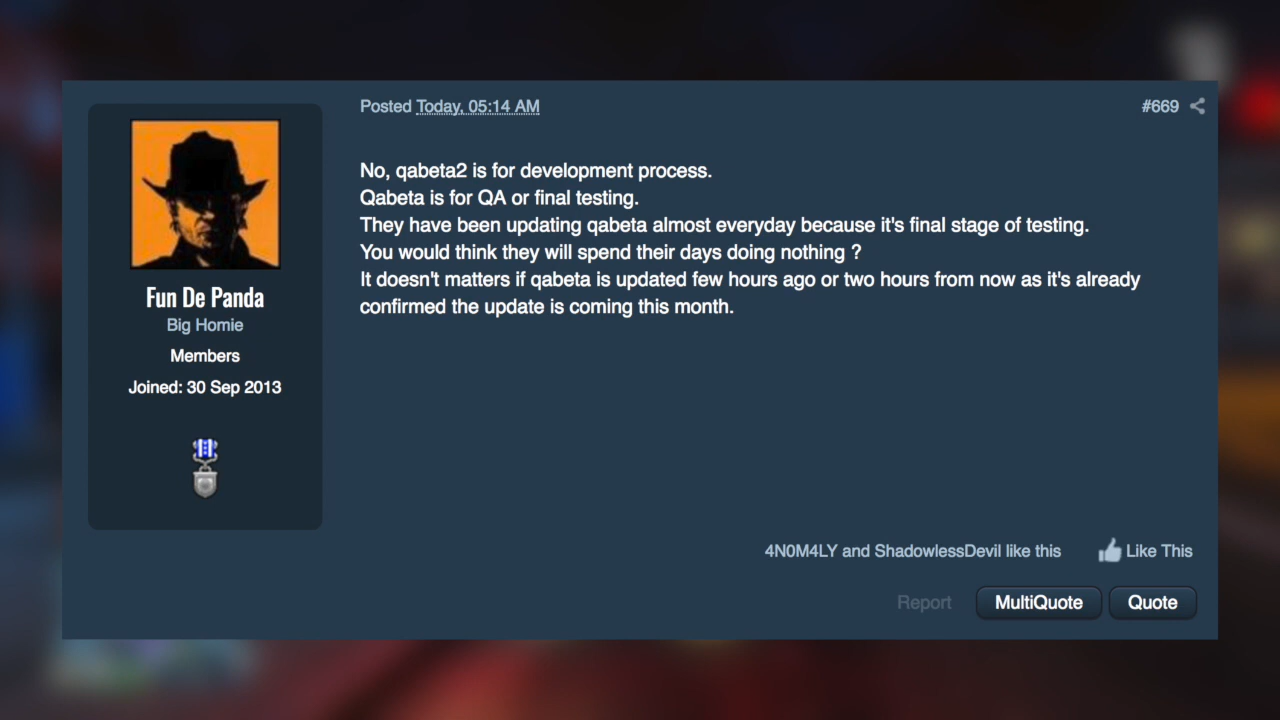 Posted Today, 05:14 AM
#669
No, qabeta2 is for development process.
Qabeta is for QA or final testing.
They have been updating qabeta almost everyday because it's final stage of testing.
You would think they will spend their days doing nothing ?
It doesn't matters if qabeta is updated few hours ago or two hours from now as it's already
confirmed the update is coming this month.
Fun De Panda
Big Homie
Members
Joined: 30 Sep 2013
4N0M4LY and ShadowlessDevil like this
Like This
Report
MultiQuote
Quote